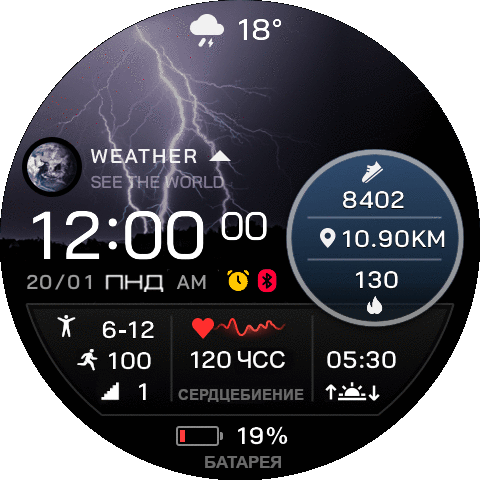 18°
WEATHER
SEE THE WORLD
12:00 00
20/01 ПНД AM
8402
10.90KM
130
6-12
100
1
120 ЧСС
СЕРДЦЕБИЕНИЕ
05:30
19%
БАТАРЕЯ